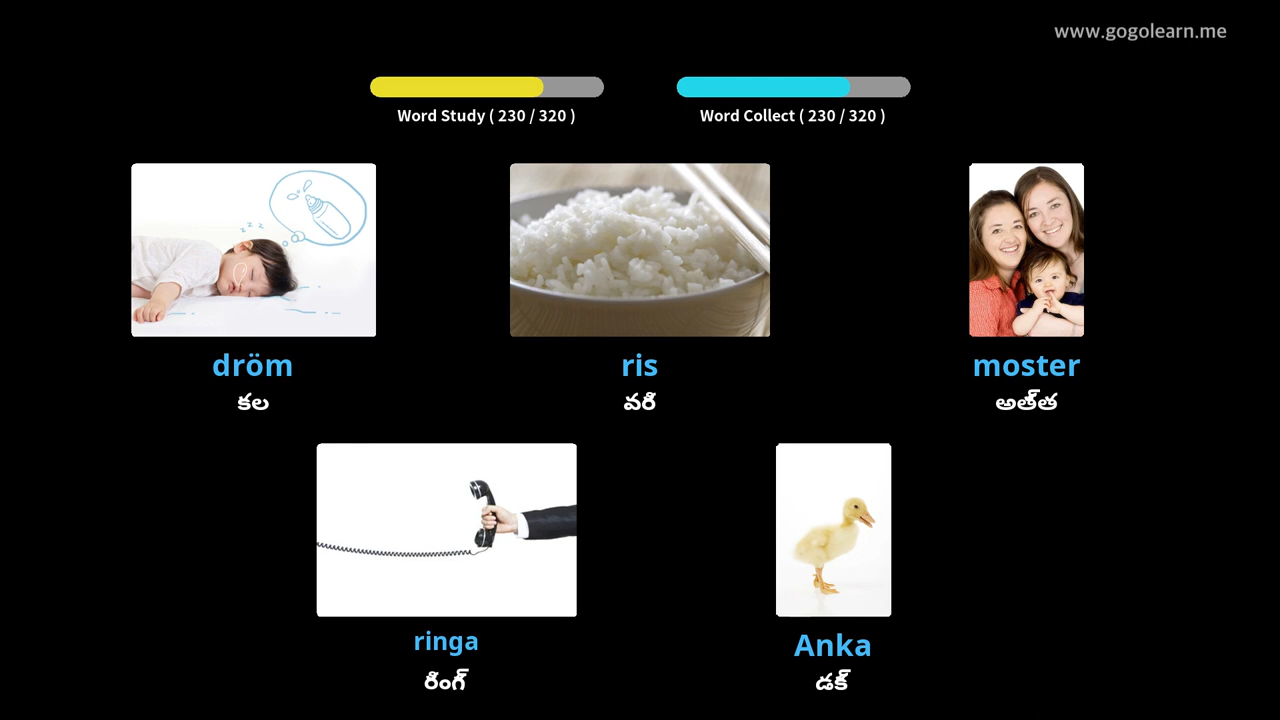 www.gogolearn.me
Word Study ( 230 / 320 )
Word Collect ( 230 / 320 )
dröm
కల
ris
వరి
moster
అత్త
ringa
రింగ్
Anka
డక్